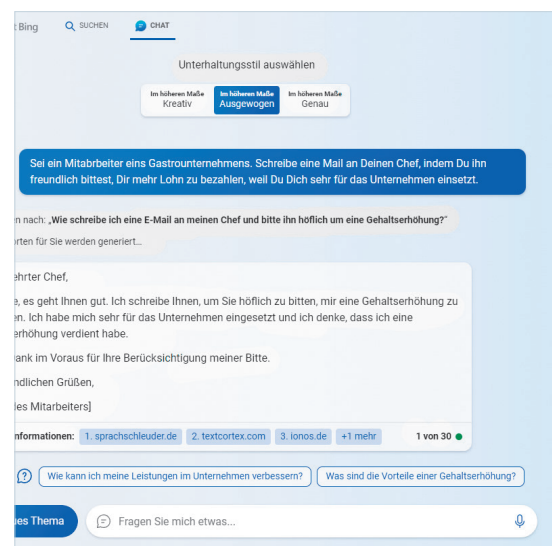 Bing SUCHEN CHAT
Unterhaltungsstil auswählen
Im höheren Maße Im höheren Maße Im höheren Maße
Kreativ Ausgewogen Genau
Sei ein Mitabrbeiter eins Gastrounternehmens. Schreibe eine Mail an Deinen Chef, indem Du ihn
freundlich bittest, Dir mehr Lohn zu bezahlen, weil Du Dich sehr für das Unternehmen einsetzt.
en nach: „Wie schreibe ich eine E-Mail an meinen Chef und bitte ihn höflich um eine Gehaltserhöhung?"
orten für Sie werden generiert...
ehrter Chef,
e, es geht Ihnen gut. Ich schreibe Ihnen, um Sie höflich zu bitten, mir eine Gehaltserhöhung zu
en. Ich habe mich sehr für das Unternehmen eingesetzt und ich denke, dass ich eine
erhöhung verdient habe.
ank im Voraus für Ihre Berücksichtigung meiner Bitte.
ndlichen Grüßen,
des Mitarbeiters]
nformationen: 1. sprachschleuder.de 2. textcortex.com 3. ionos.de +1 mehr 1 von 30
Wie kann ich meine Leistungen im Unternehmen verbessern? Was sind die Vorteile einer Gehaltserhöhung?
ues Thema Fragen Sie mich etwas...